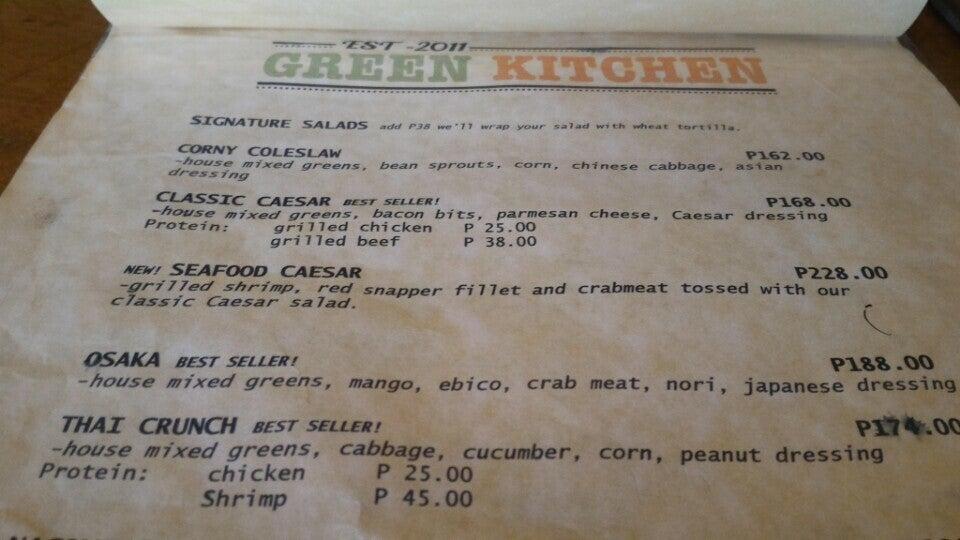 EST -2011
GREEN KITCHEN
SIGNATURE SALADS add P38 we'll wrap your salad with wheat tortilla.
CORNY COLESLAW P162.00
-house mixed greens, bean sprouts, corn, chinese cabbage, asian
dressing
CLASSIC CAESAR BEST SELLER! P168.00
-house mixed greens, bacon bits, parmesan cheese, Caesar dressing
Protein: grilled chicken P 25.00
grilled beef P 38.00
NEW! SEAFOOD CAESAR P228.00
-grilled shrimp, red snapper fillet and crabmeat tossed with our
classic Caesar salad.
OSAKA BEST SELLER! P188.00
-house mixed greens, mango, ebico, crab meat, nori, japanese dressing
THAI CRUNCH BEST SELLER! P174.00
-house mixed greens, cabbage, cucumber, corn, peanut dressing
Protein: chicken P 25.00
Shrimp P 45.00